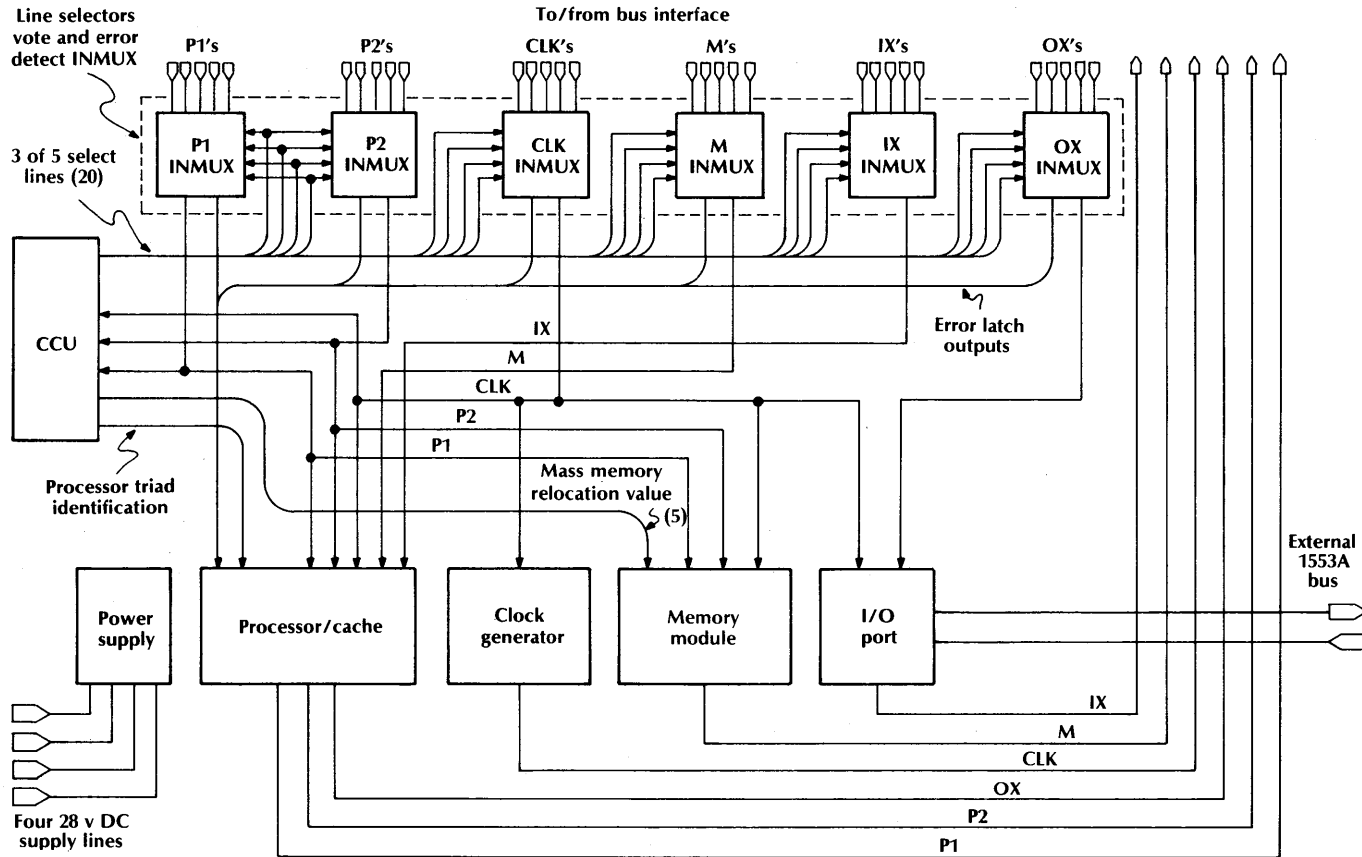 Line selectors
vote and error
detect INMUX
To/from bus interface
P1's
P2's
CLK's
M's
IX's
OX's
P1
INMUX
P2
INMUX
CLK
INMUX
M
INMUX
IX
INMUX
OX
INMUX
3 of 5 select
lines (20)
CCU
Error latch
outputs
IX
M
CLK
P2
P1
Processor triad
identification
Mass memory
relocation value
(5)
External
1553A
bus
Power
supply
Processor/cache
Clock
generator
Memory
module
I/O
port
IX
M
CLK
OX
P2
P1
Four 28 v DC
supply lines